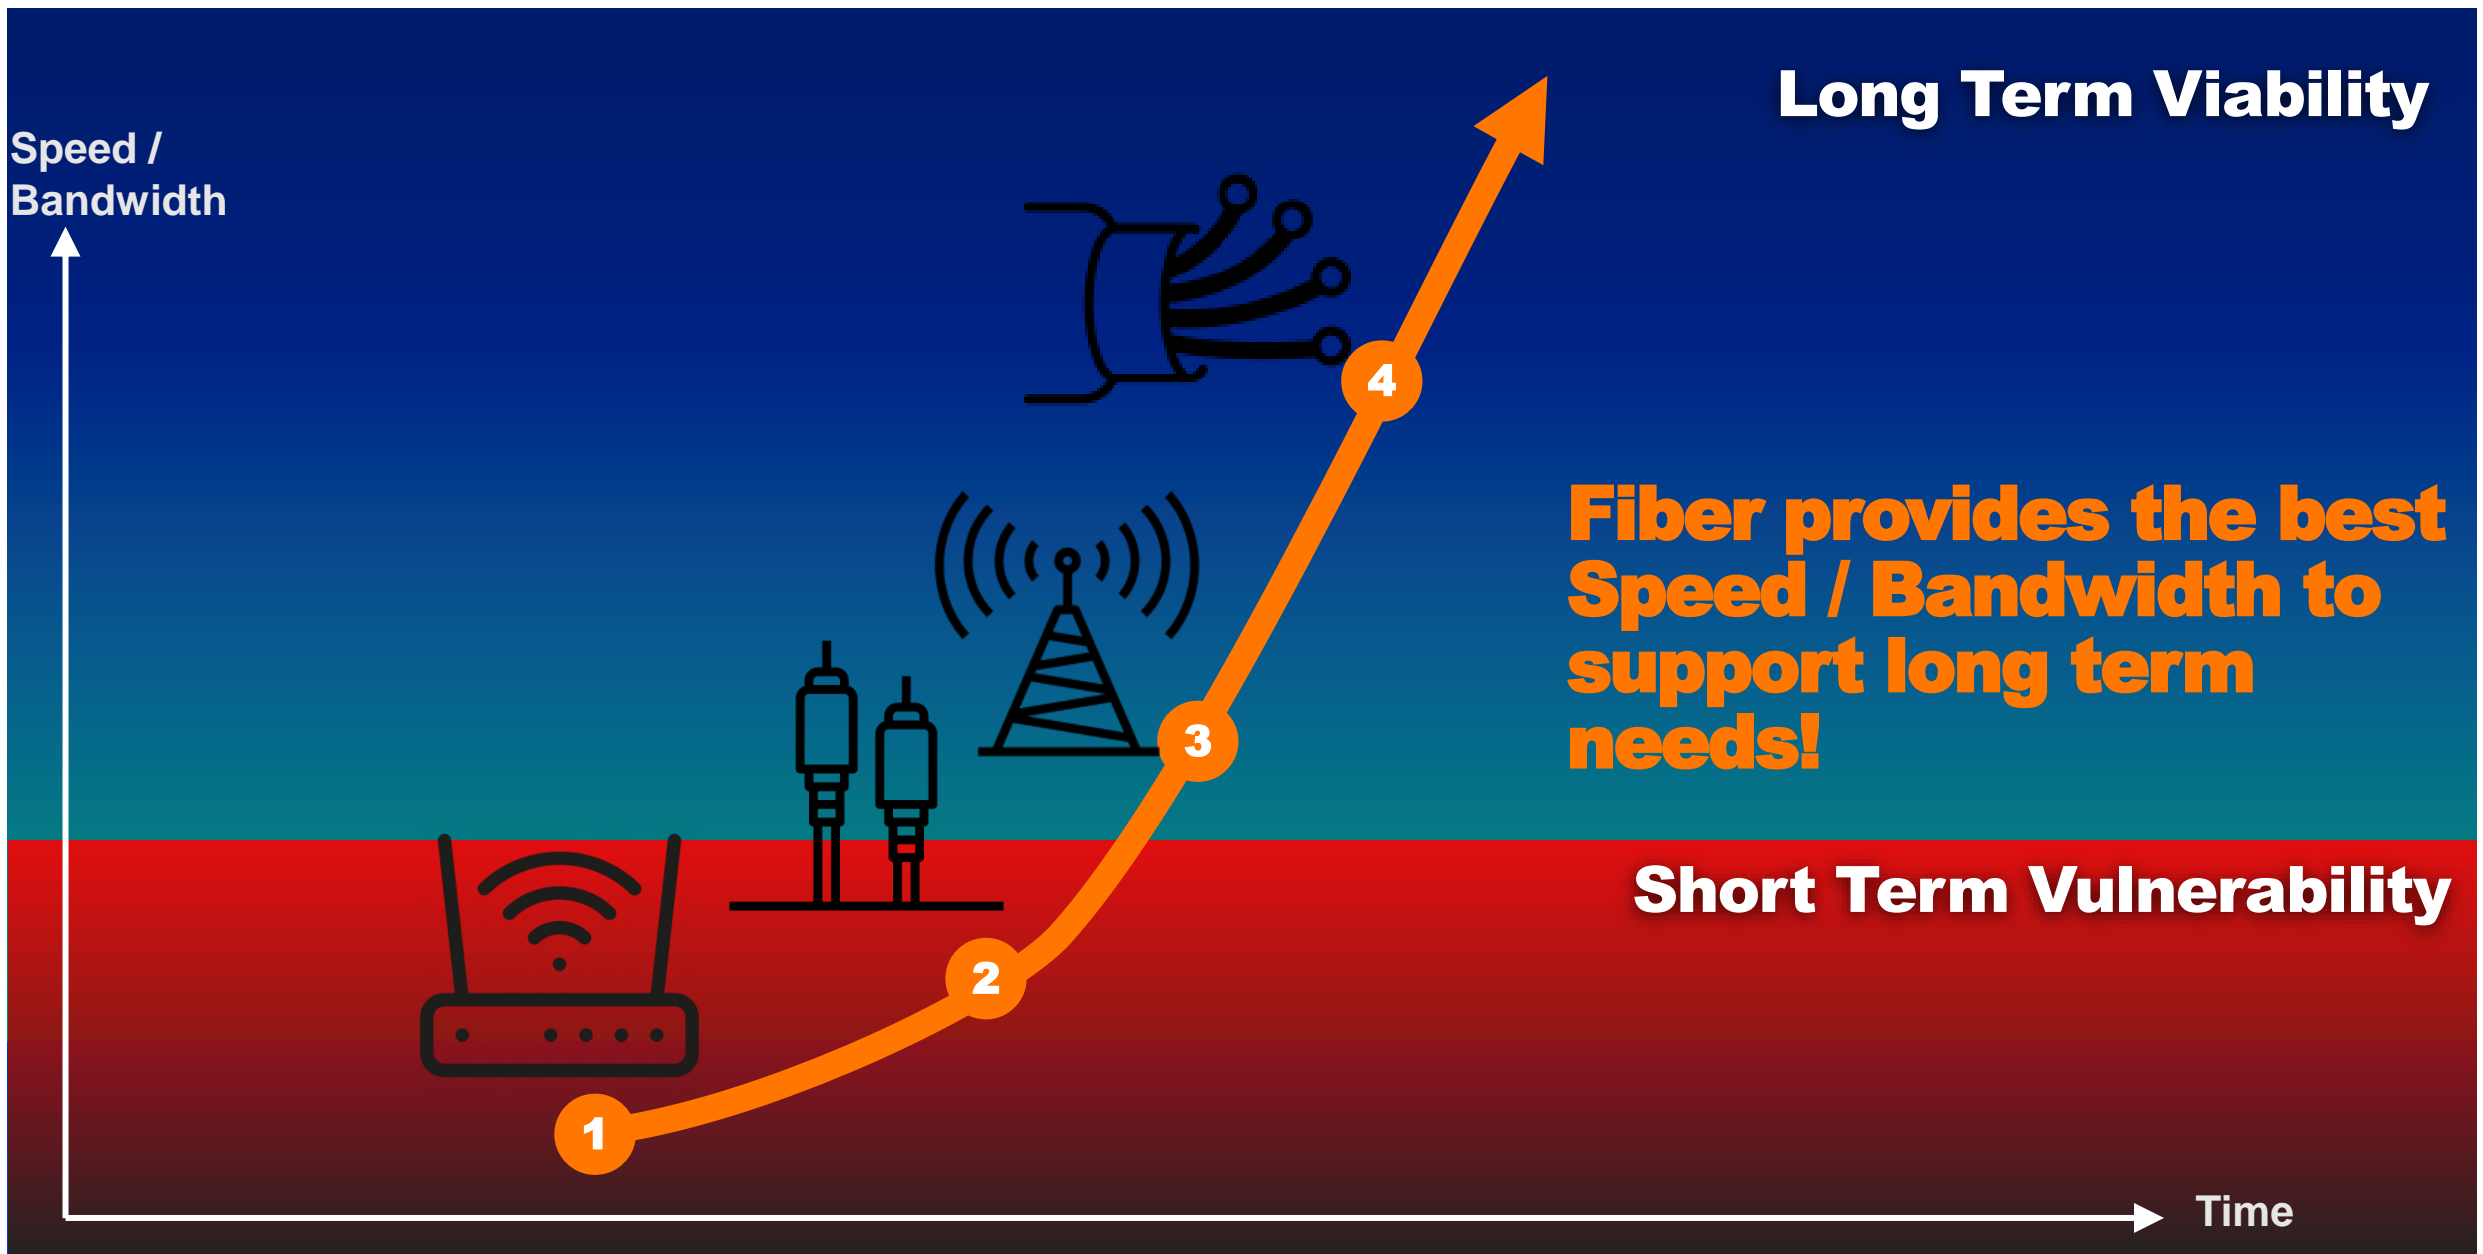 Long Term Viability
Speed /
Bandwidth
4
Fiber provides the best
Speed / Bandwidth to
support long term
needs!
3
Short Term Vulnerability
2
1
Time